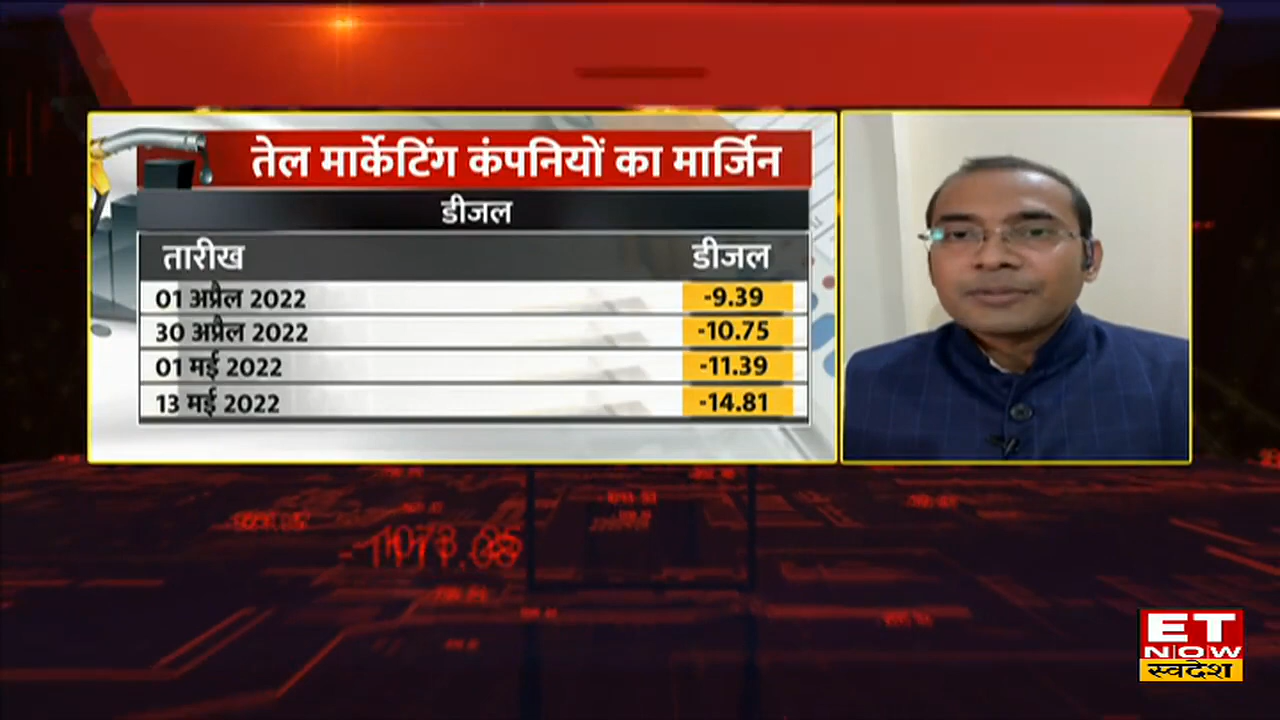 तेल मार्केटिंग कंपनियों का मार्जिन
डीजल
तारीख डीजल
01 अप्रैल 2022 -9.39
30 अप्रैल 2022 -10.75
01 मई 2022 -11.39
13 मई 2022 -14.81
ET
NOW
स्वदेश